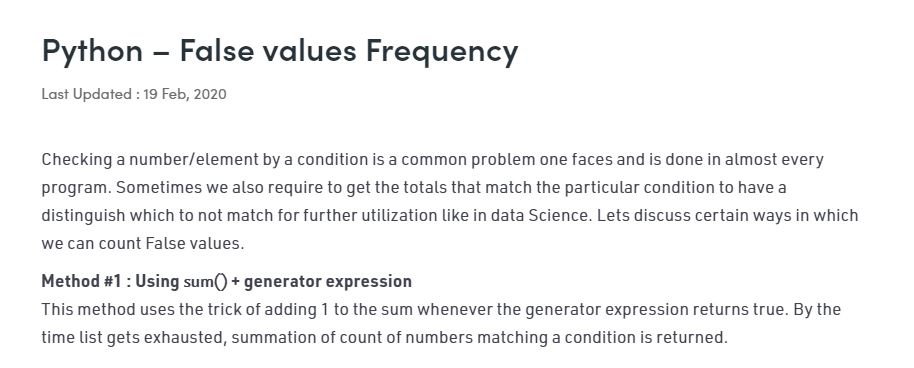 Python – False values Frequency
Last Updated : 19 Feb, 2020
Checking a number/element by a condition is a common problem one faces and is done in almost every
program. Sometimes we also require to get the totals that match the particular condition to have a
distinguish which to not match for further utilization like in data Science. Lets discuss certain ways in which
we can count False values.
Method #1 : Using sum() + generator expression
This method uses the trick of adding 1 to the sum whenever the generator expression returns true. By the
time list gets exhausted, summation of count of numbers matching a condition is returned.